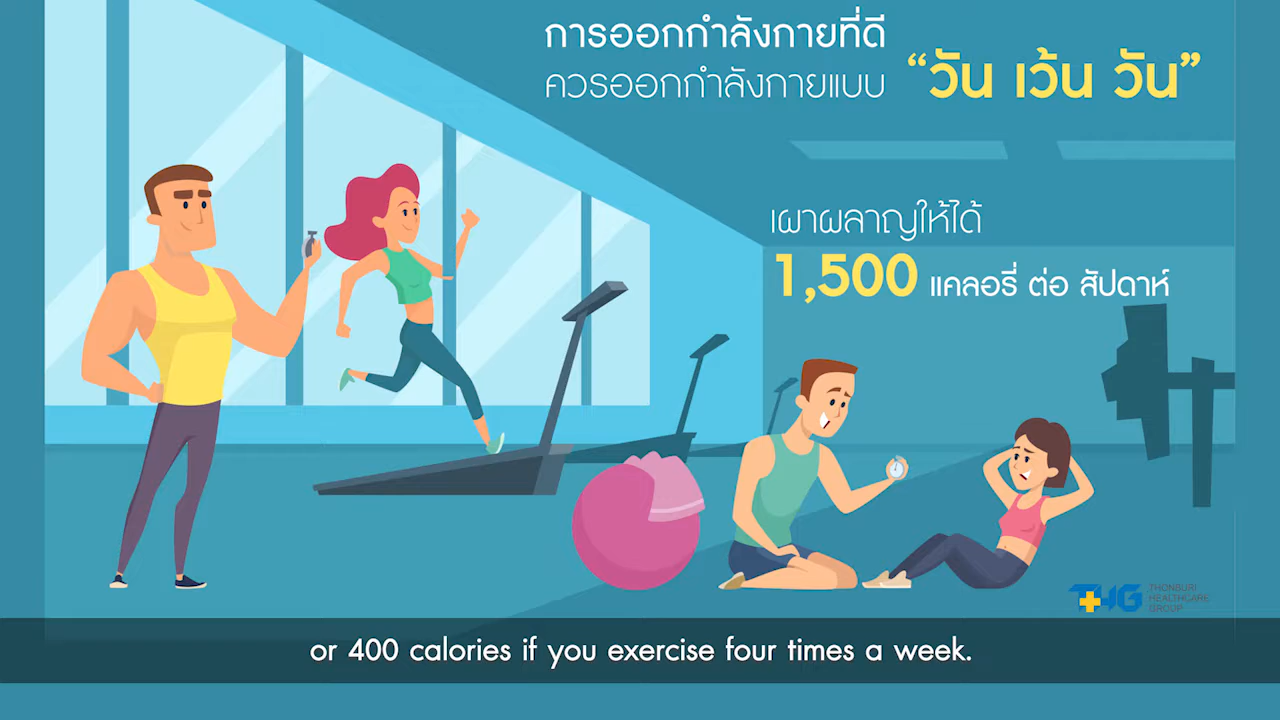 การออกกำลังกายที่ดี
ควรออกกำลังกายแบบ “วัน เว้น วัน”
เผาผลาญให้ได้
1,500 แคลอรี่ ต่อ สัปดาห์
THG THONBURI
HEALTHCARE
GROUP
or 400 calories if you exercise four times a week.